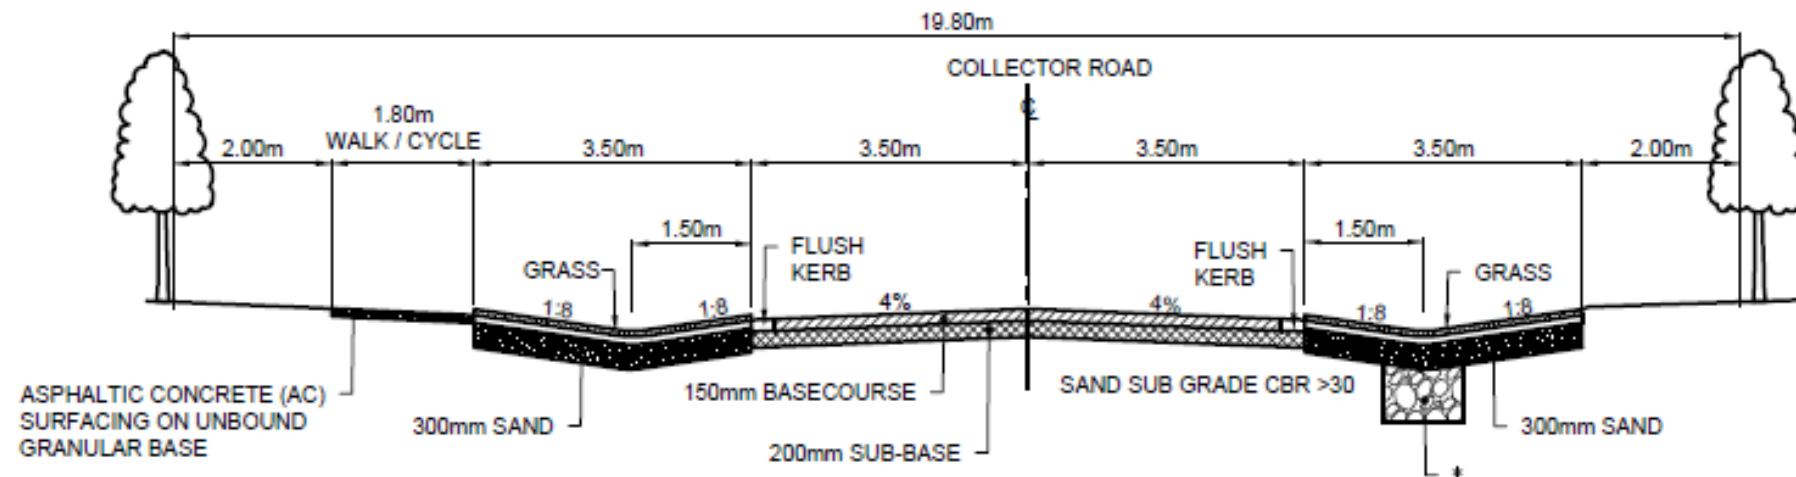 19.80m
COLLECTOR ROAD
℄
1.80m
WALK / CYCLE
2.00m
3.50m
3.50m
3.50m
3.50m
2.00m
1.50m
1.50m
FLUSH
KERB
FLUSH
KERB
GRASS
GRASS
1:8
1:8
4%
4%
1:8
1:8
ASPHALTIC CONCRETE (AC)
SURFACING ON UNBOUND
GRANULAR BASE
300mm SAND
150mm BASECOURSE
200mm SUB-BASE
SAND SUB GRADE CBR >30
300mm SAND
*